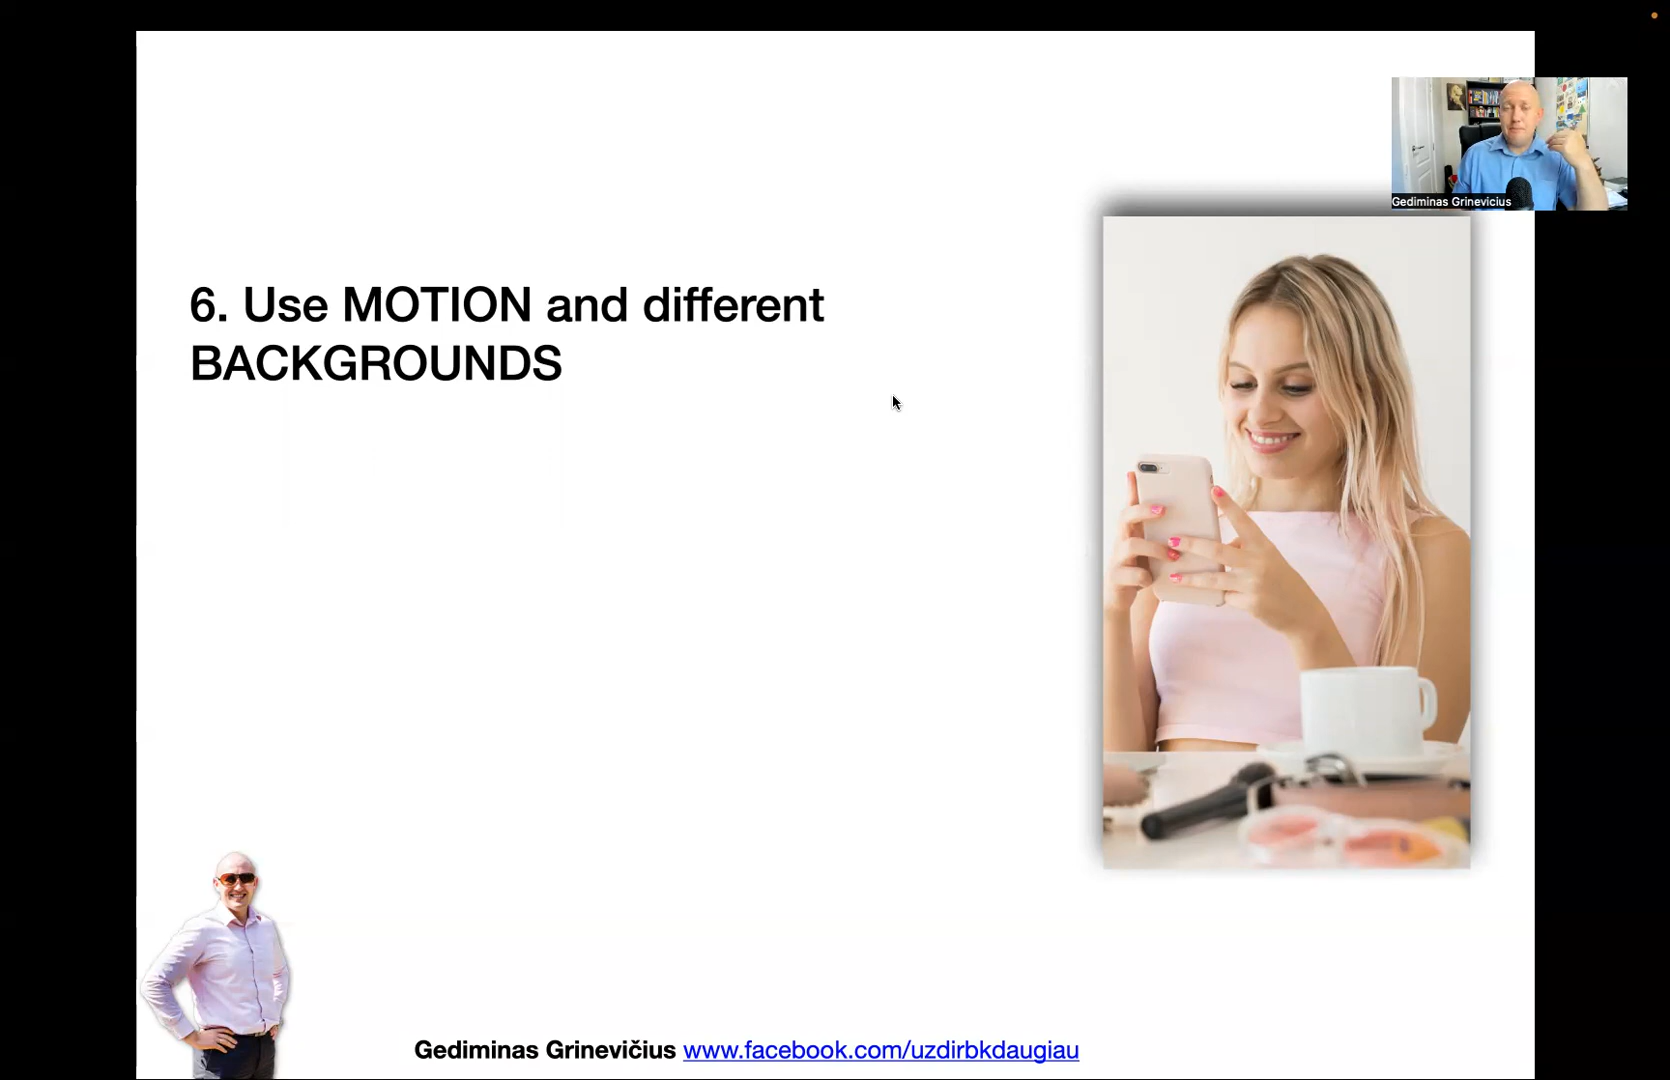 Gediminas Grinevicius
6. Use MOTION and different
BACKGROUNDS
Gediminas Grinevičius www.facebook.com/uzdirbkdaugiau